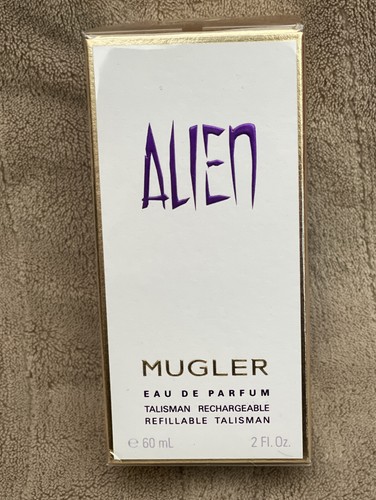 ALIEN
MUGLER
EAU DE PARFUM
TALISMAN RECHARGEABLE
REFILLABLE TALISMAN
℮ 60 mL 2 Fl. Oz.